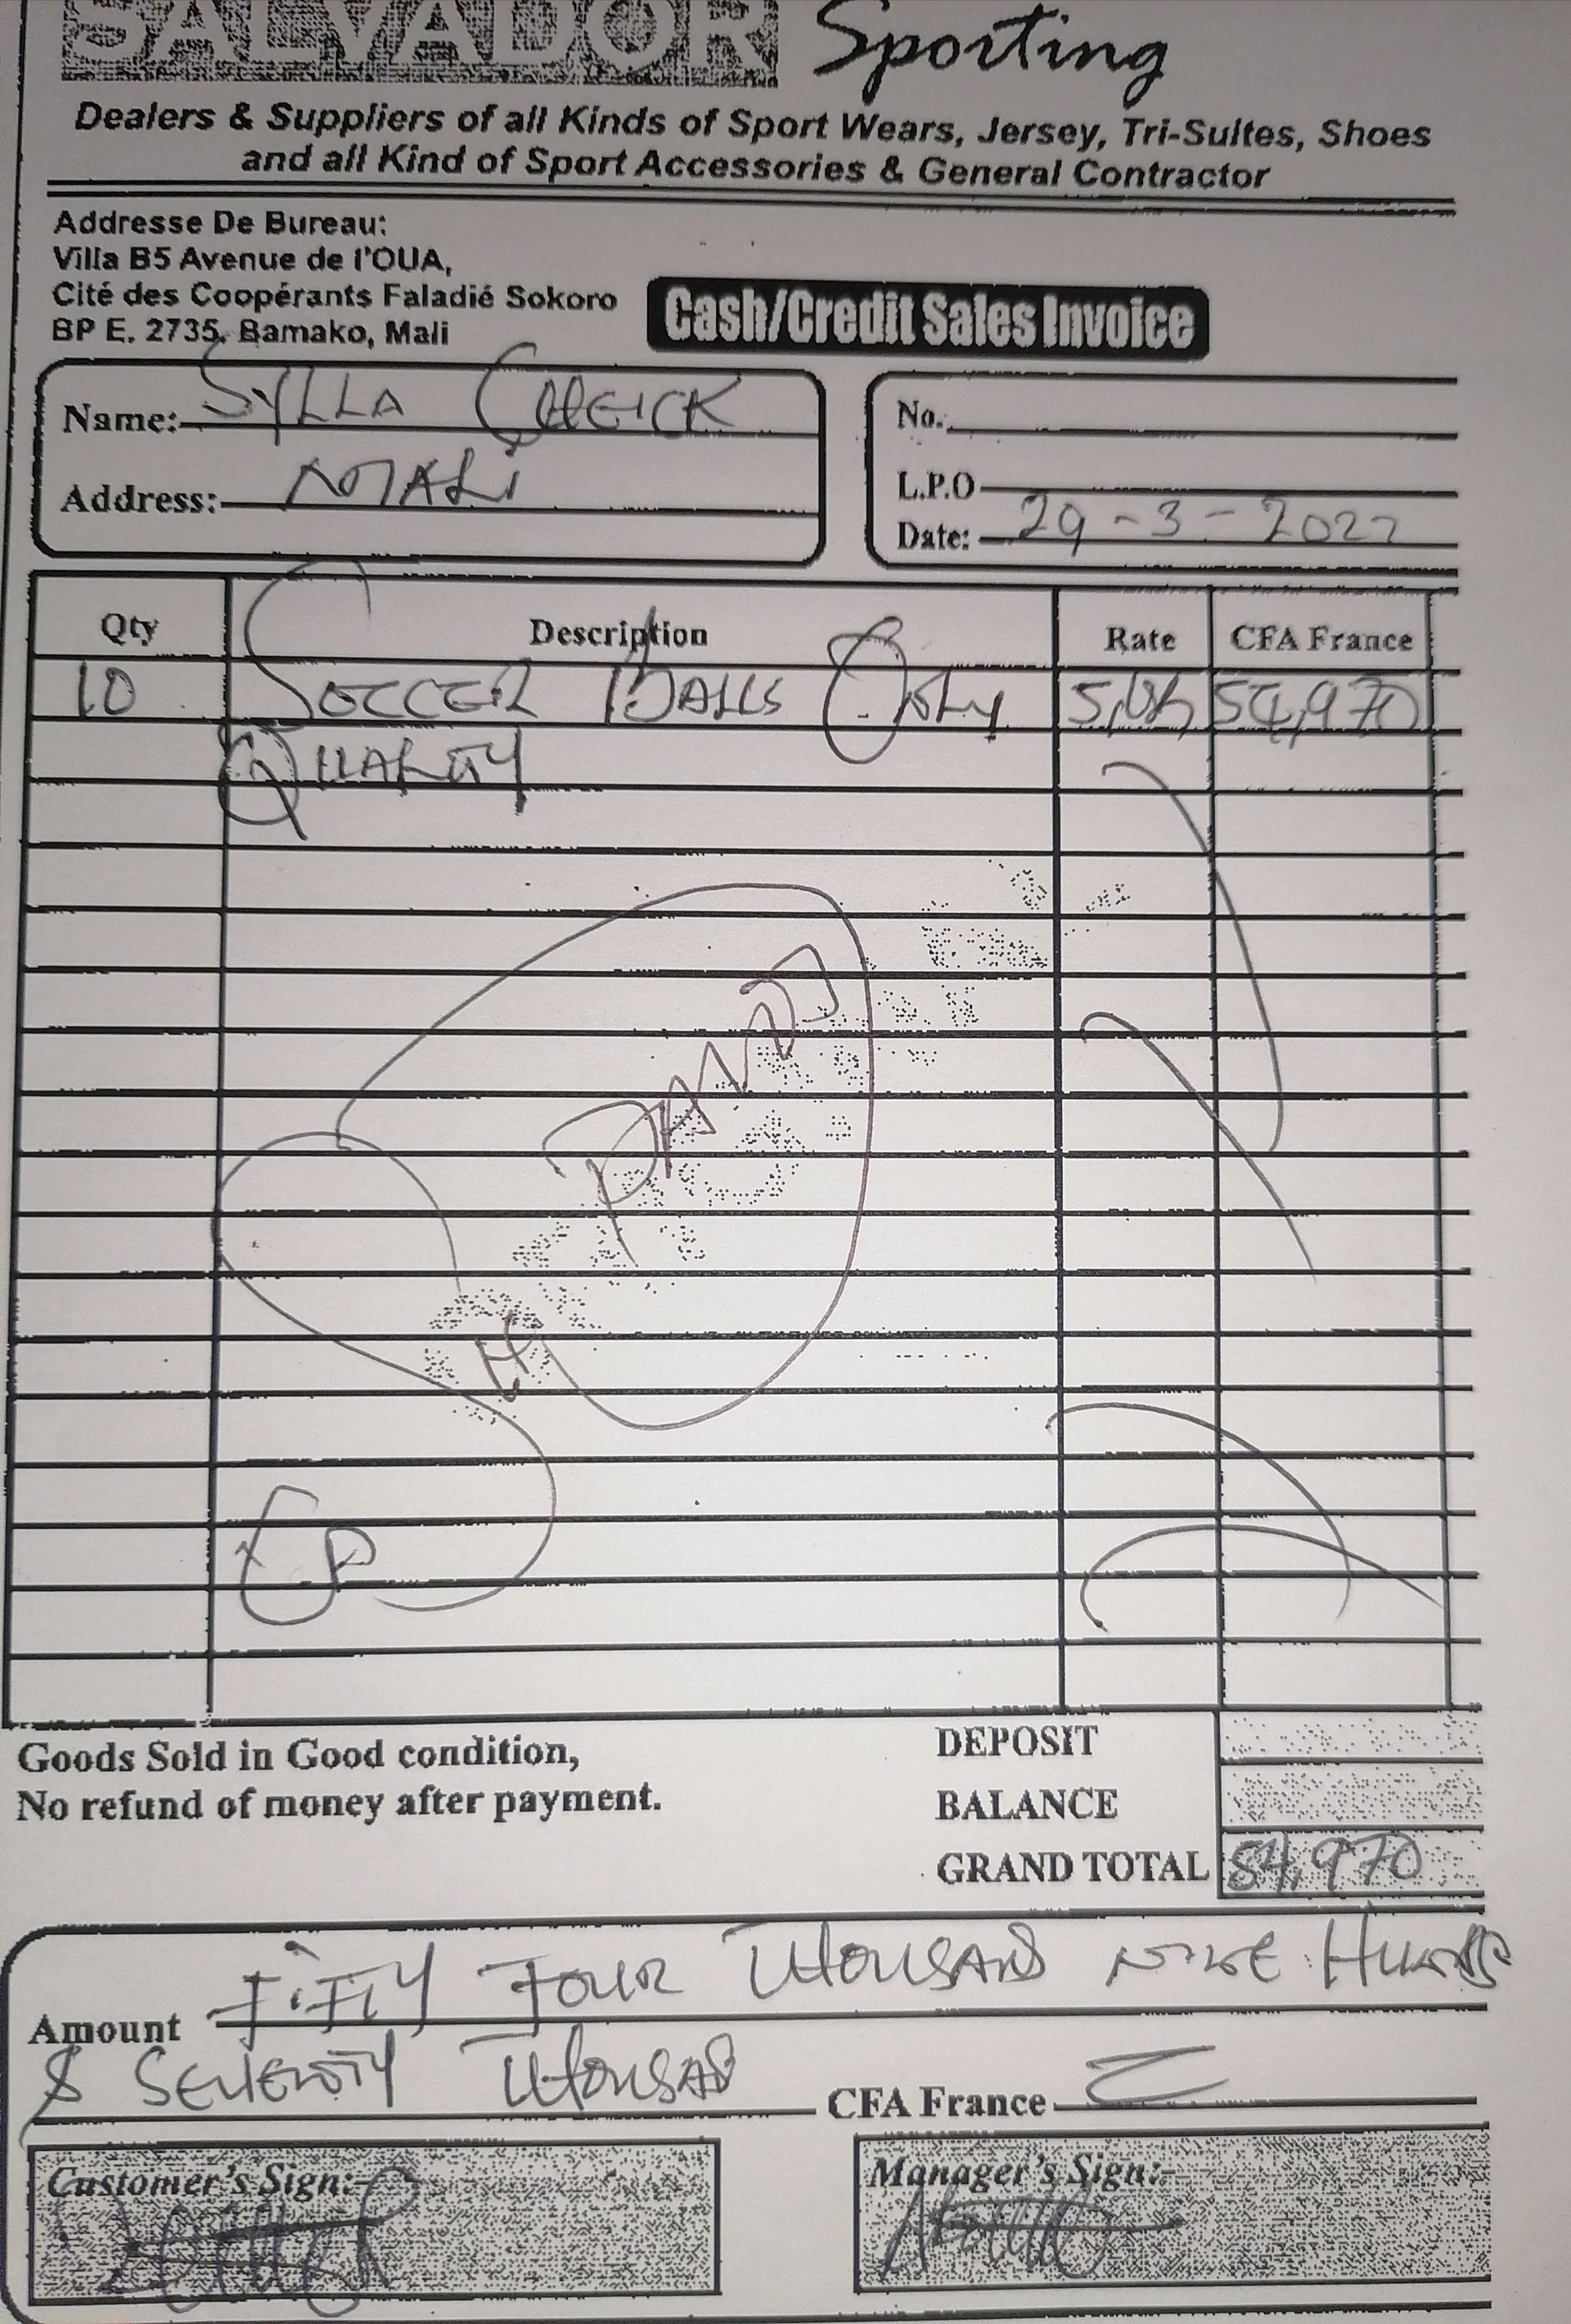 SALVADOR Sporting
Dealers & Suppliers of all Kinds of Sport Wears, Jersey, Tri-Suites, Shoes
and all Kind of Sport Accessories & General Contractor
Addresse De Bureau:
Villa B5 Avenue de l'OUA,
Cité des Coopérants Faladié Sokoro
BP E. 2735, Bamako, Mali
Cash/Credit Sales Invoice
Name: SYLLA CHEICK
Address: MALi
No.
L.P.O
Date: 29-3-2022
Qty Description Rate CFA France
10 SOCCER BALLS 54,970
QUALITY
Goods Sold in Good condition,
No refund of money after payment.
DEPOSIT
BALANCE
GRAND TOTAL 54,970
Amount FiFTY FOUR THOUSAND NINE
& SEVENTY THOUSAND CFA France
Customer's Sign:-
Manager's Sign:-